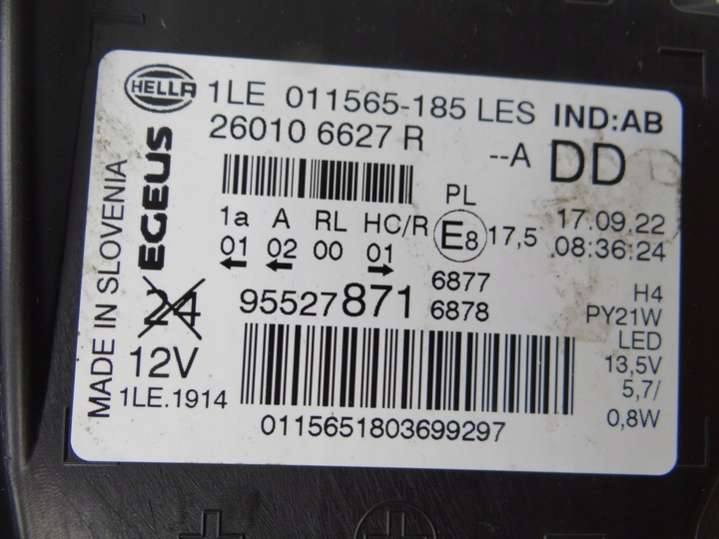 HELLA 1LE 011565-185 LES IND:AB
260106627 R --A DD
MADE IN SLOVENIA
EGEUS
PL
1a A RL HC/R E8 17,5 17.09.22
01 02 00 01 08:36:24
6877
95527871 6878
24
12V
1LE.1914
H4
PY21W
LED
13,5V
5,7/
0,8W
0115651803699297